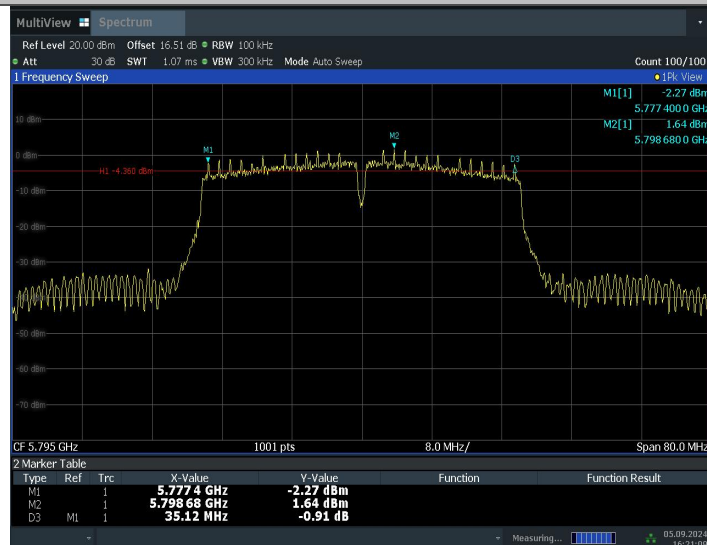 MultiView Spectrum
Ref Level 20.00 dBm Offset 16.51 dB RBW 100 kHz
Att 30 dB SWT 1.07 ms VBW 300 kHz Mode Auto Sweep Count 100/100
1 Frequency Sweep 1Pk View
M1[1] -2.27 dBm
5.777 400 0 GHz
M2[1] 1.64 dBm
5.798 680 0 GHz
10 dBm
M2
0 dBm
M1
D3
H1 -4.360 dBm
-10 dBm
-20 dBm
-30 dBm
-50 dBm
-60 dBm
-70 dBm
CF 5.795 GHz 1001 pts 8.0 MHz/ Span 80.0 MHz
2 Marker Table
Type Ref Trc X-Value Y-Value Function Function Result
M1 1 5.777 4 GHz -2.27 dBm
M2 1 5.798 68 GHz 1.64 dBm
D3 M1 1 35.12 MHz -0.91 dB
Measuring... 05.09.2024